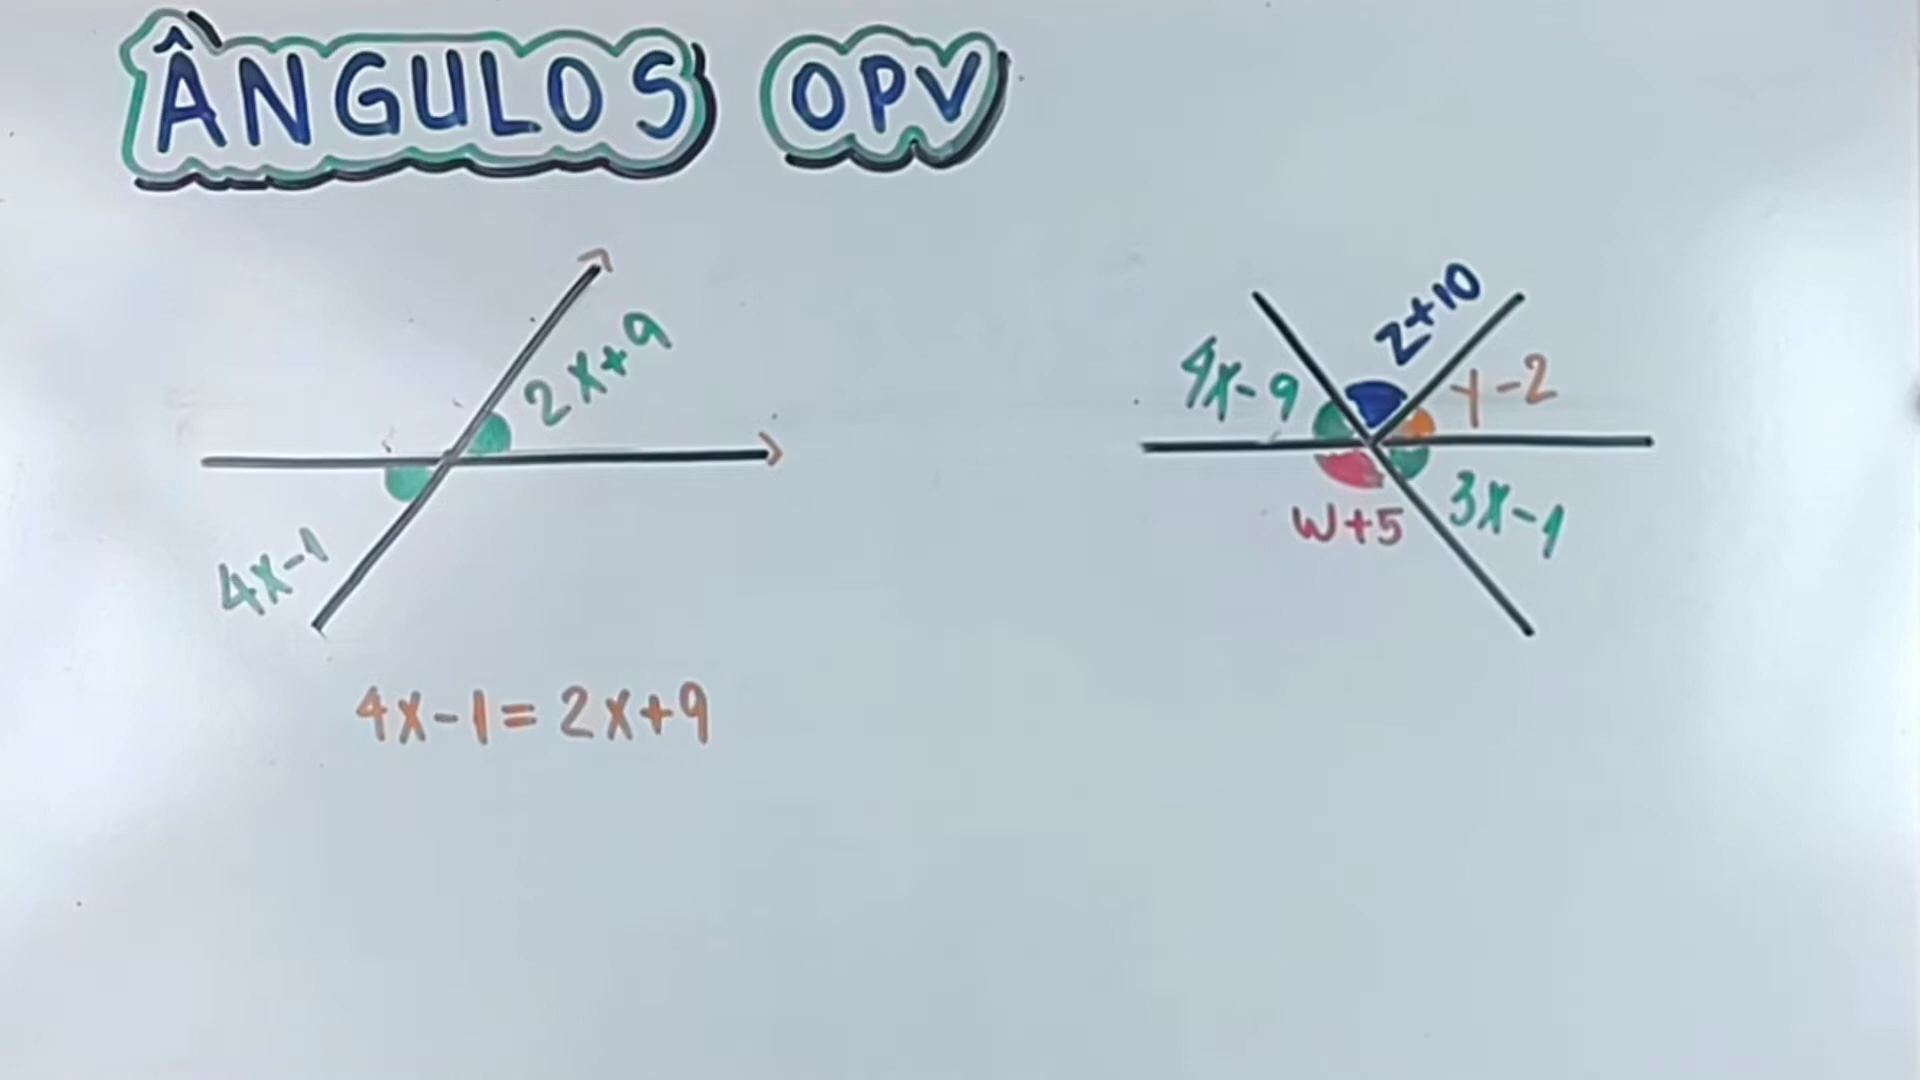 ÂNGULOS OPV
2x+9
4x-1
4x-1=2x+9
z+10
4x-9
y-2
w+5
3x-1